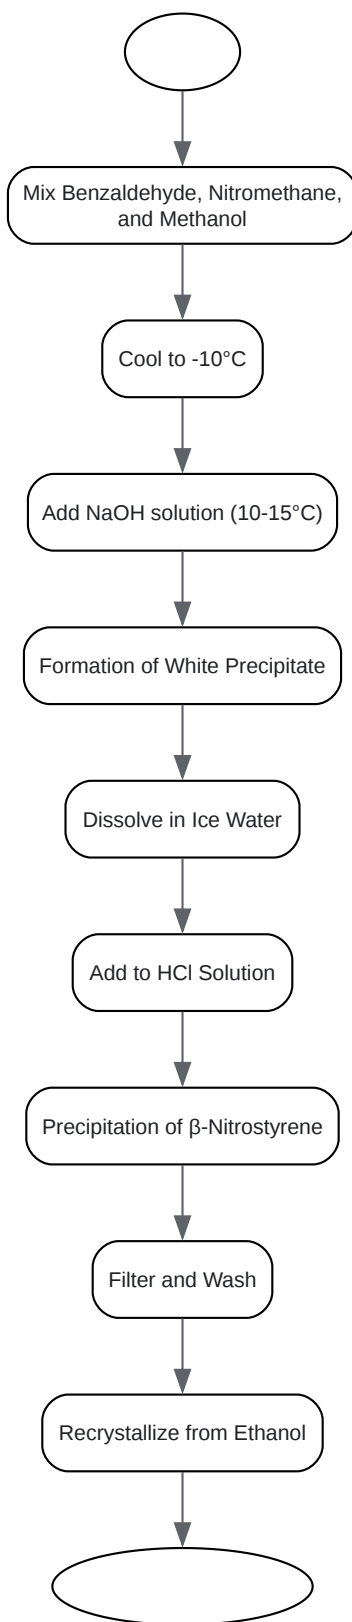 Mix Benzaldehyde, Nitromethane,
and Methanol
Cool to -10°C
Add NaOH solution (10-15°C)
Formation of White Precipitate
Dissolve in Ice Water
Add to HCl Solution
Precipitation of β-Nitrostyrene
Filter and Wash
Recrystallize from Ethanol